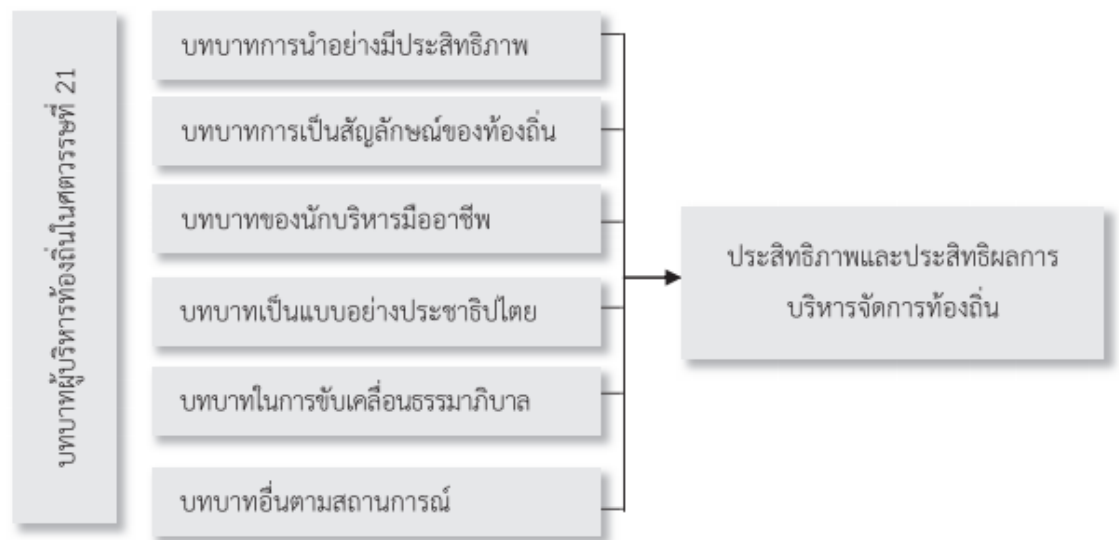 บทบาทผู้บริหารท้องถิ่นในศตวรรษที่ 21
บทบาทการนำอย่างมีประสิทธิภาพ
บทบาทการเป็นสัญลักษณ์ของท้องถิ่น
บทบาทของนักบริหารมืออาชีพ
บทบาทเป็นแบบอย่างประชาธิปไตย
บทบาทในการขับเคลื่อนธรรมาภิบาล
บทบาทอื่นตามสถานการณ์
ประสิทธิภาพและประสิทธิผลการ
บริหารจัดการท้องถิ่น